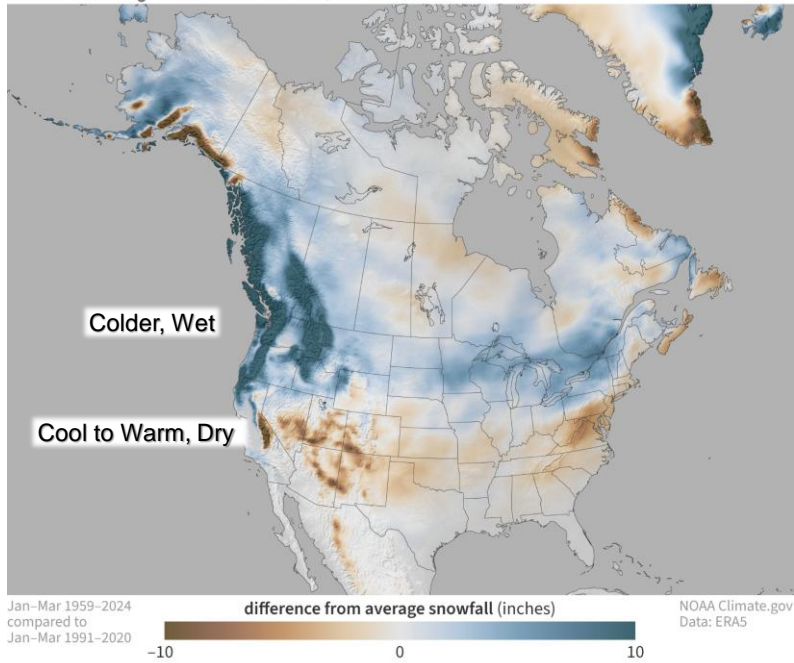 Colder, Wet
Cool to Warm, Dry
Jan–Mar 1959–2024
compared to
Jan–Mar 1991–2020
difference from average snowfall (inches)
−10
0
10
NOAA Climate.gov
Data: ERA5